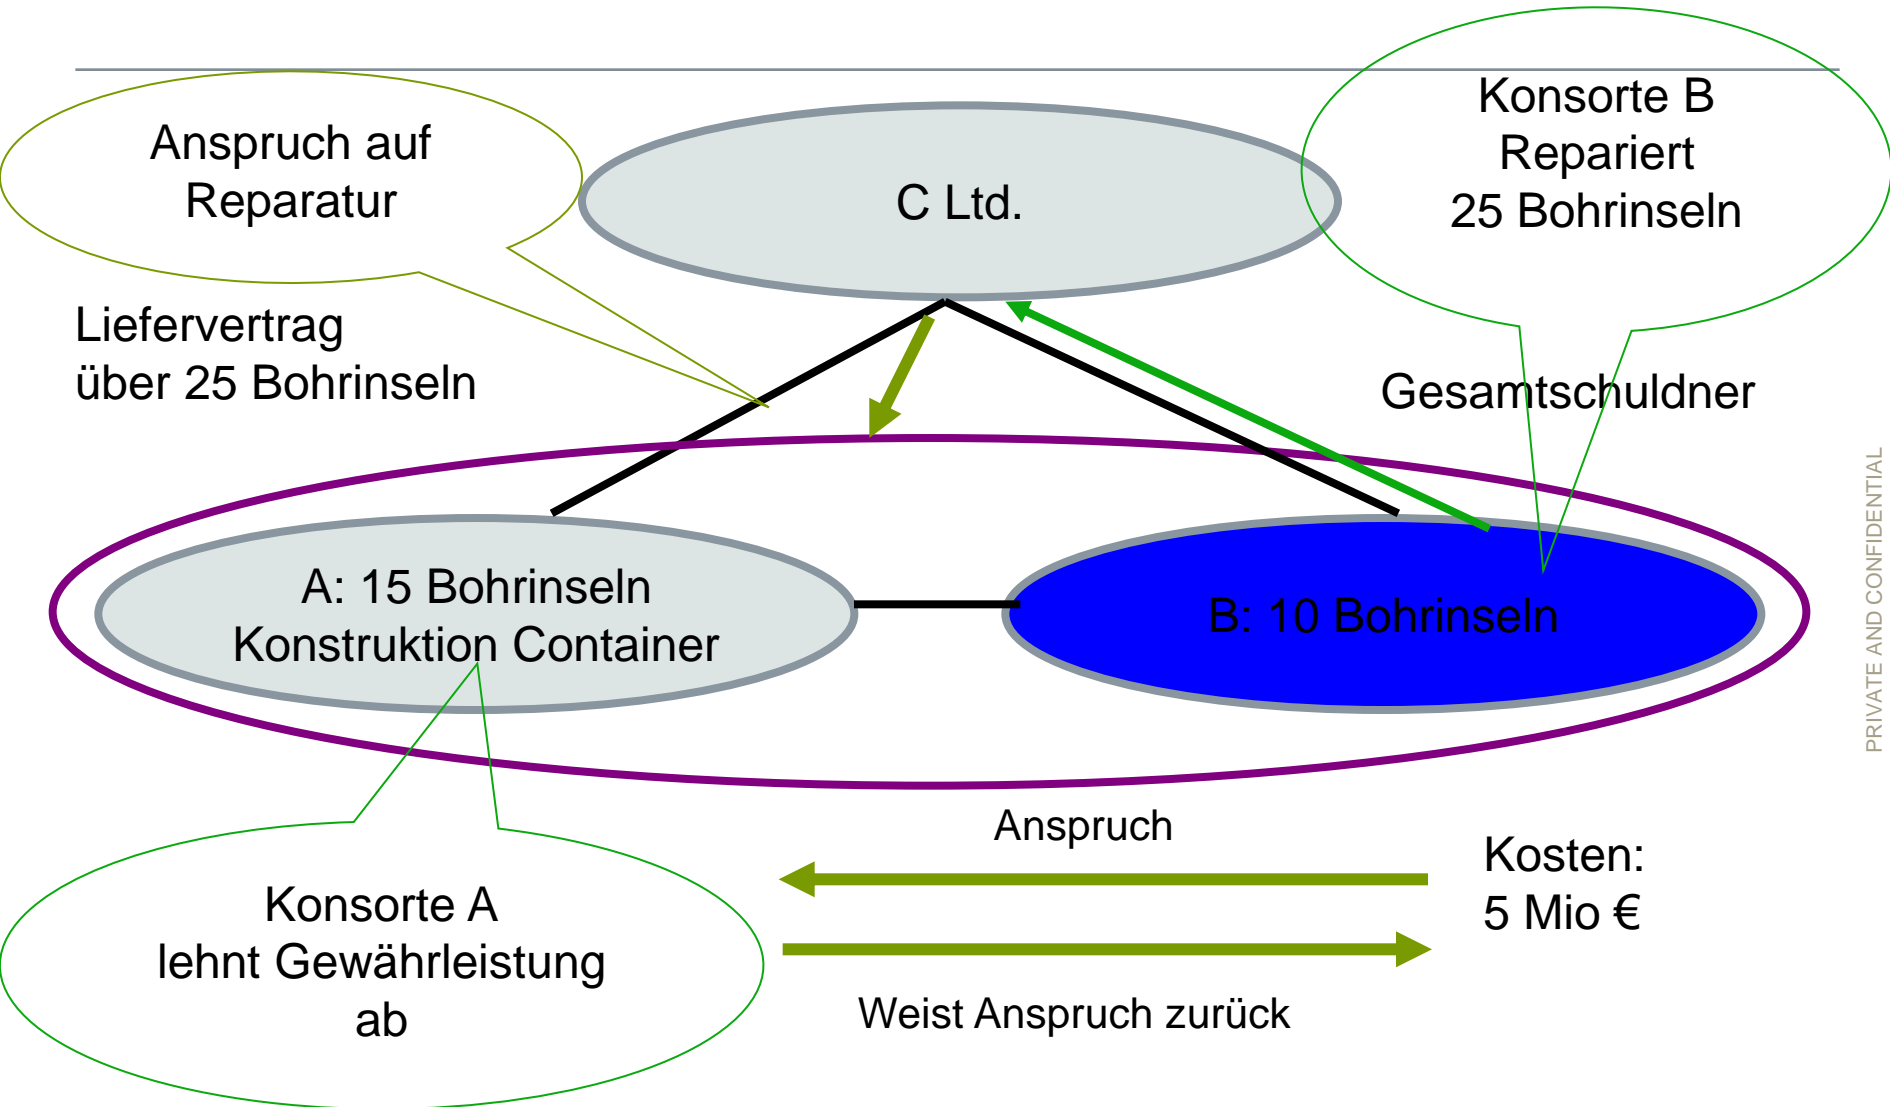 Anspruch auf
Reparatur
C Ltd.
Konsorte B
Repariert
25 Bohrinseln
Liefervertrag
über 25 Bohrinseln
Gesamtschuldner
A: 15 Bohrinseln
Konstruktion Container
B: 10 Bohrinseln
PRIVATE AND CONFIDENTIAL
Anspruch
Kosten:
5 Mio €
Konsorte A
lehnt Gewährleistung
ab
Weist Anspruch zurück